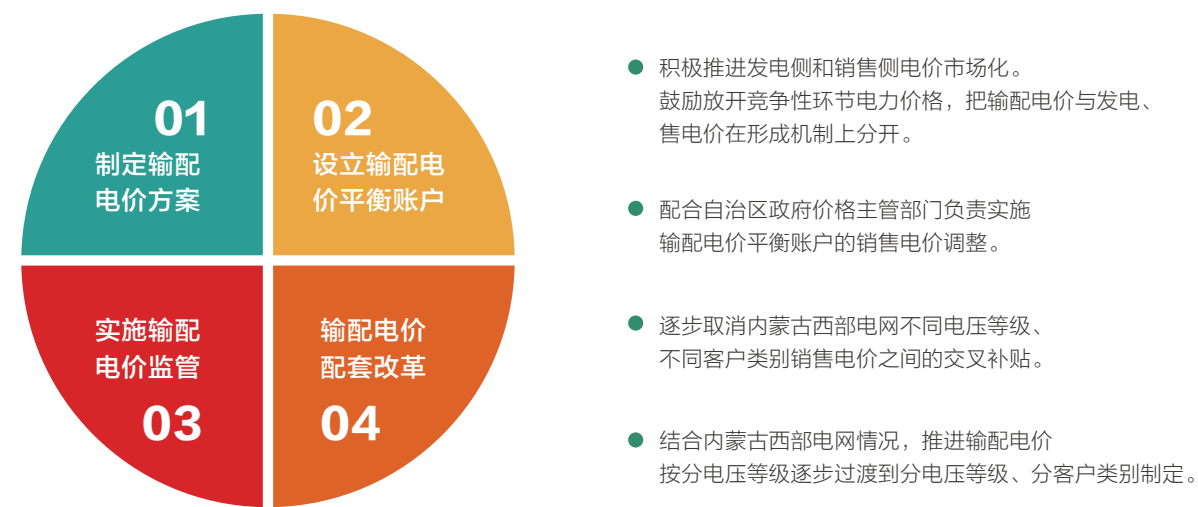 01
制定输配
电价方案
02
设立输配电
价平衡账户
实施输配
电价监管
03
输配电价
配套改革
04
积极推进发电侧和销售侧电价市场化。
鼓励放开竞争性环节电力价格，把输配电价与发电、
售电价在形成机制上分开。
配合自治区政府价格主管部门负责实施
输配电价平衡账户的销售电价调整。
逐步取消内蒙古西部电网不同电压等级、
不同客户类别销售电价之间的交叉补贴。
结合内蒙古西部电网情况，推进输配电价
按分电压等级逐步过渡到分电压等级、分客户类别制定。